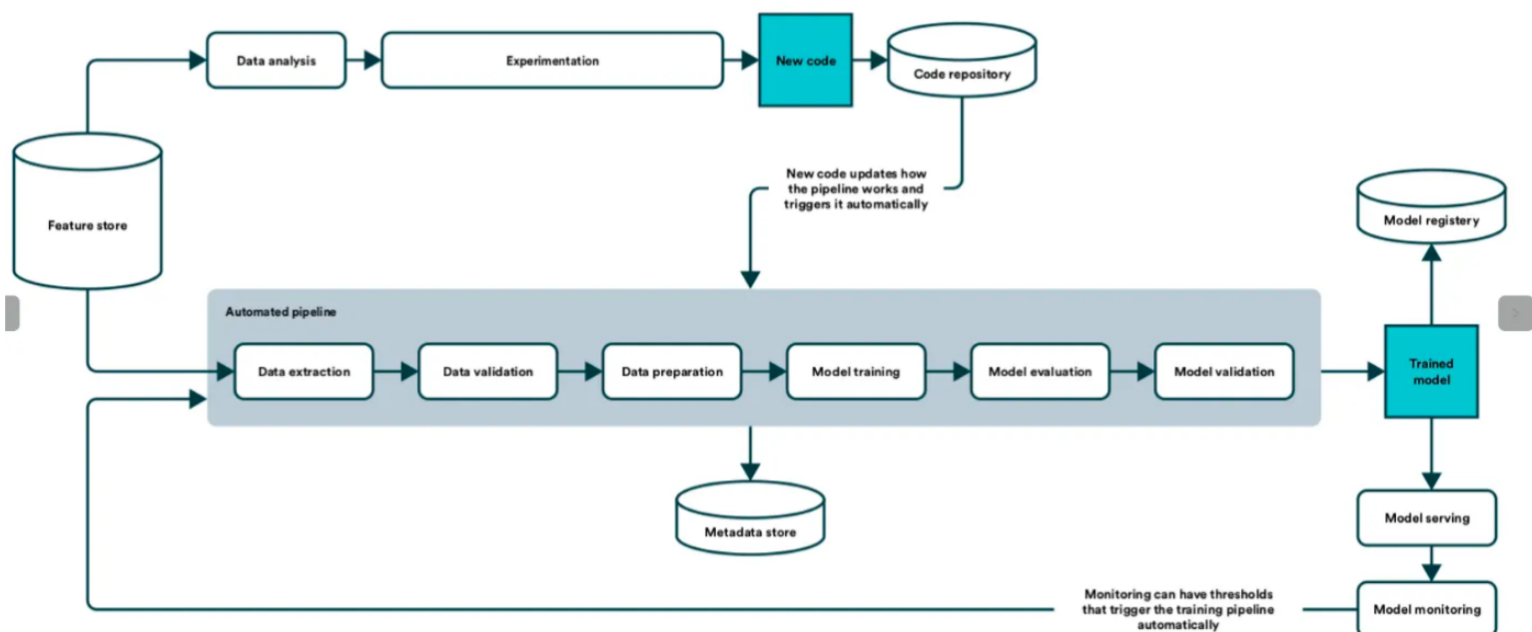 Data analysis
Experimentation
New code
Code repository
New code updates how
the pipeline works and
triggers it automatically
Feature store
Model registery
Automated pipeline
Data extraction
Data validation
Data preparation
Model training
Model evaluation
Model validation
Trained
model
Metadata store
Model serving
Monitoring can have thresholds
that trigger the training pipeline
automatically
Model monitoring